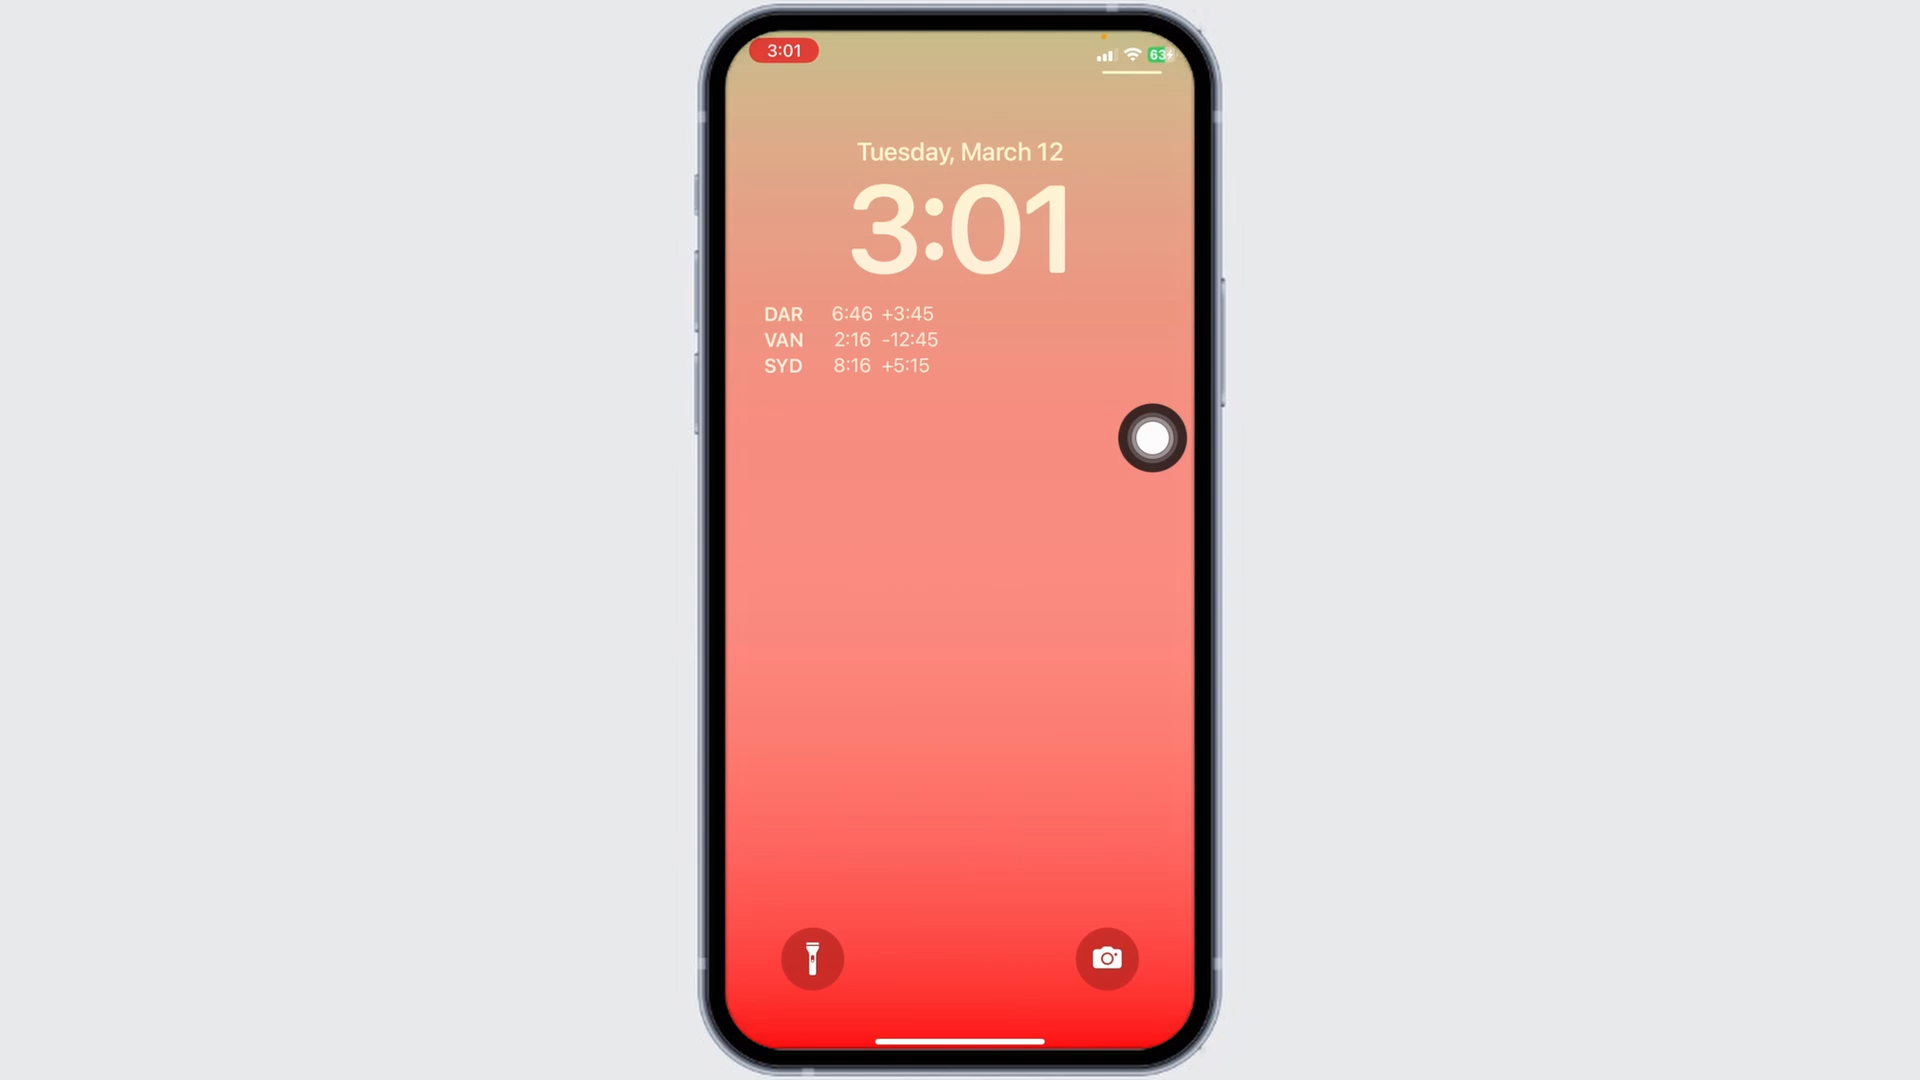 3:01
63
Tuesday, March 12
3:01
DAR 6:46 +3:45
VAN 2:16 -12:45
SYD 8:16 +5:15